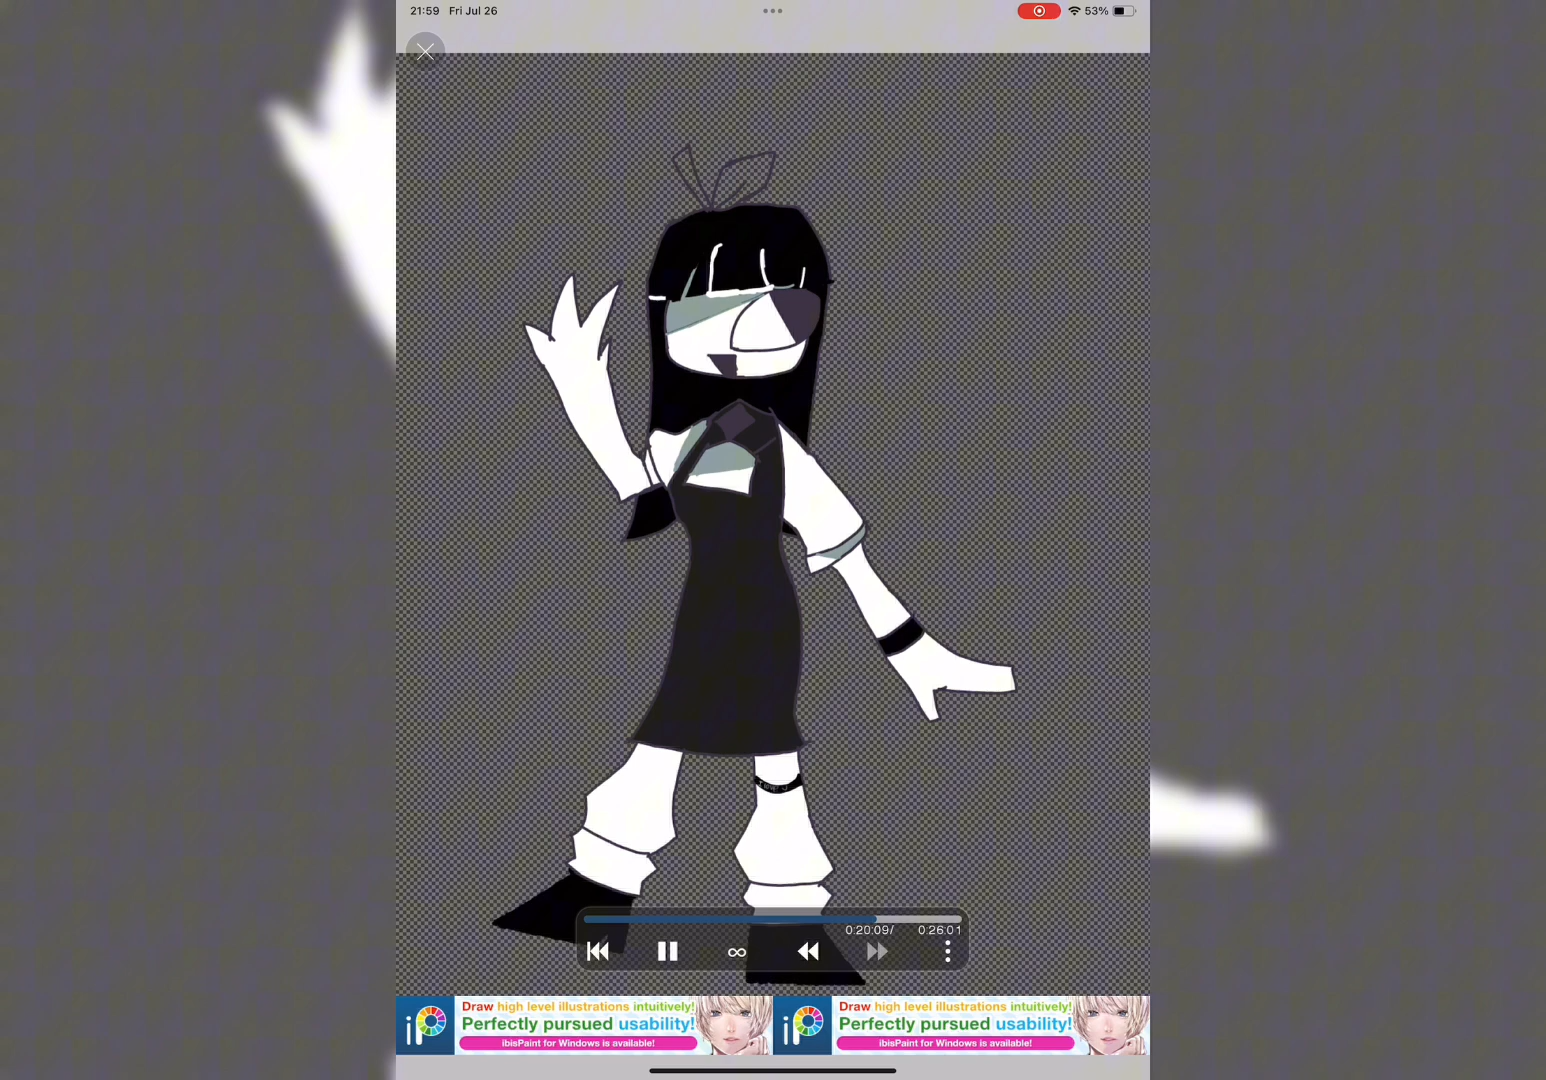 21:59 Fri Jul 26
53%
0:20:09/ 0:26:01
Draw high level illustrations intuitively!
Perfectly pursued usability!
ibisPaint for Windows is available!
Draw high level illustrations intuitively!
Perfectly pursued usability!
ibisPaint for Windows is available!